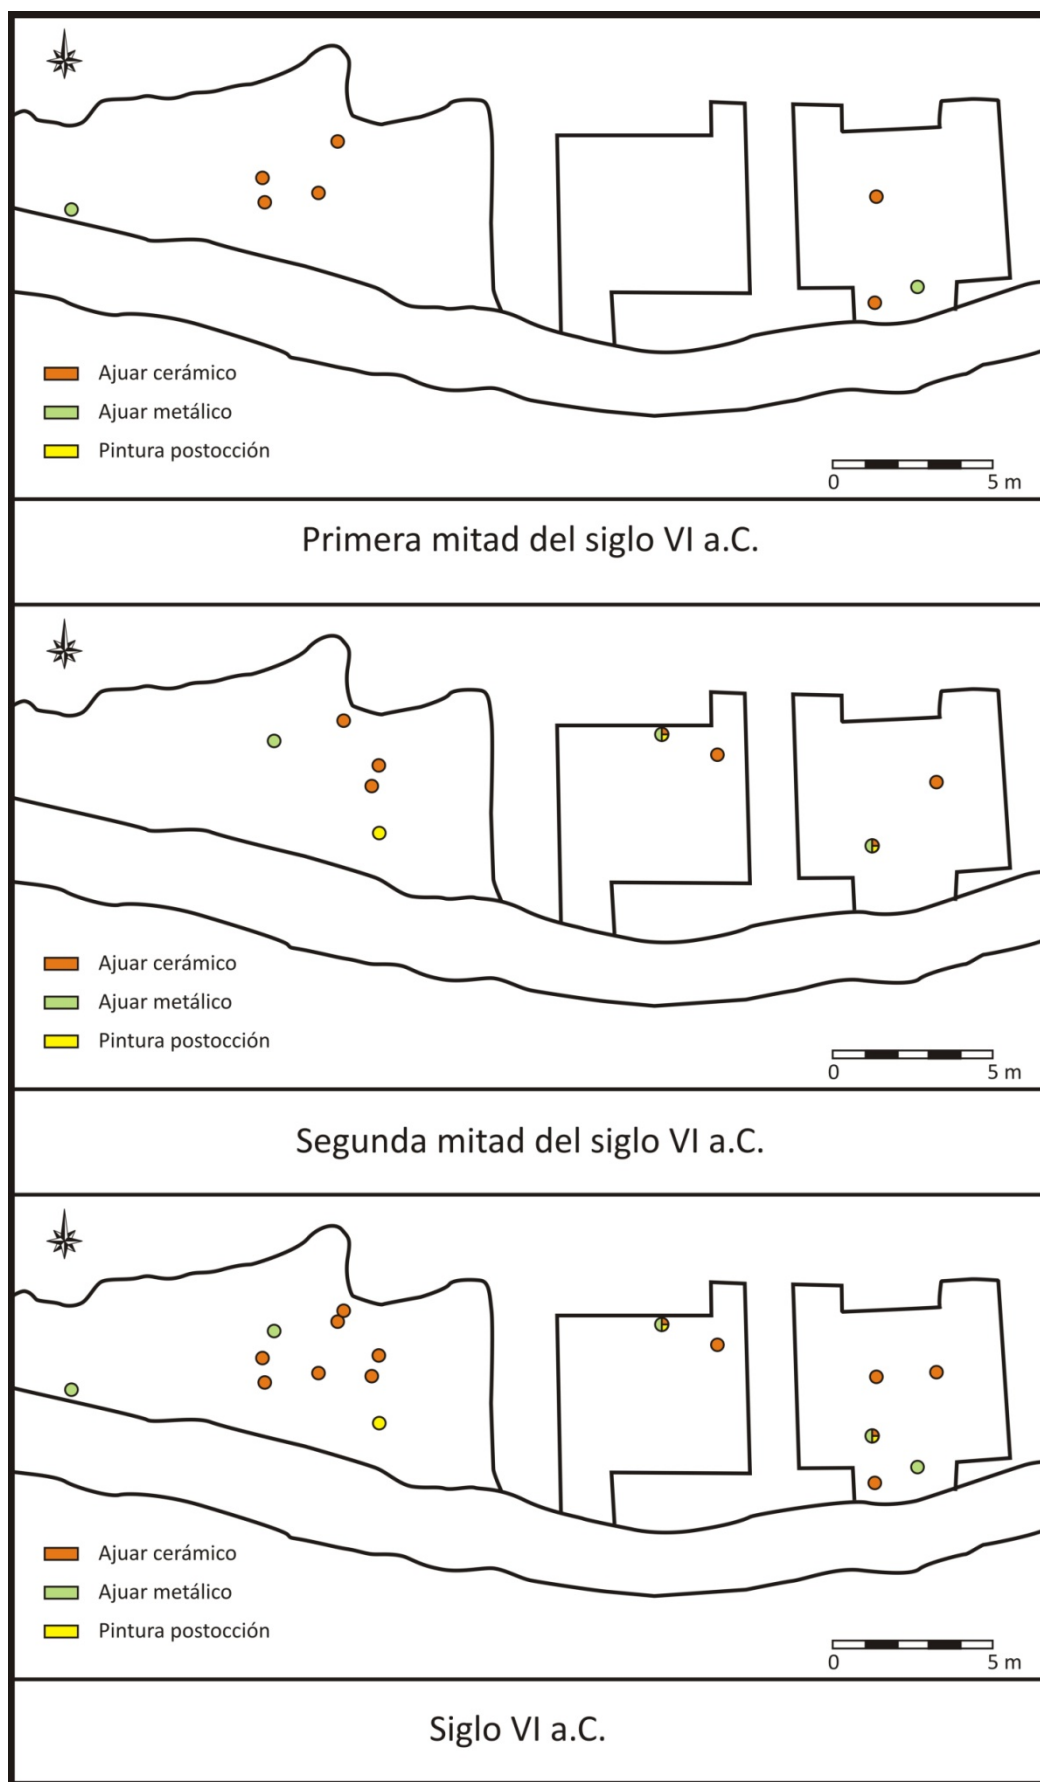 Ajuar cerámico
Ajuar metálico
Pintura postocción
0 5 m
Primera mitad del siglo VI a.C.
Ajuar cerámico
Ajuar metálico
Pintura postocción
0 5 m
Segunda mitad del siglo VI a.C.
Ajuar cerámico
Ajuar metálico
Pintura postocción
0 5 m
Siglo VI a.C.